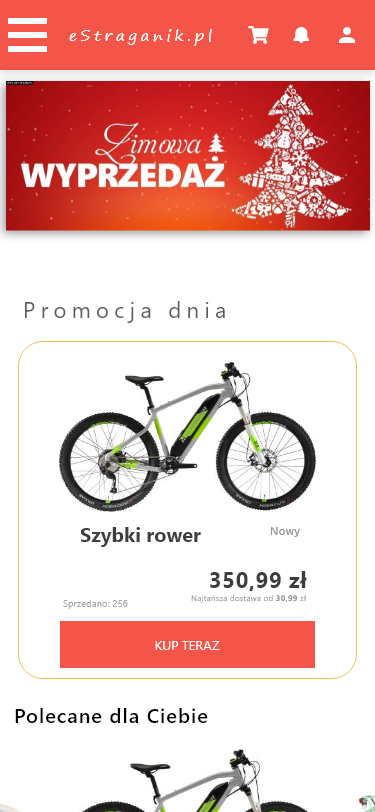 eStraganik.pl
Zimowa
WYPRZEDAŻ
Promocja dnia
Szybki rower
Nowy
350,99 zł
Najtańsza dostawa od 30,99 zł
Sprzedano: 256
KUP TERAZ
Polecane dla Ciebie